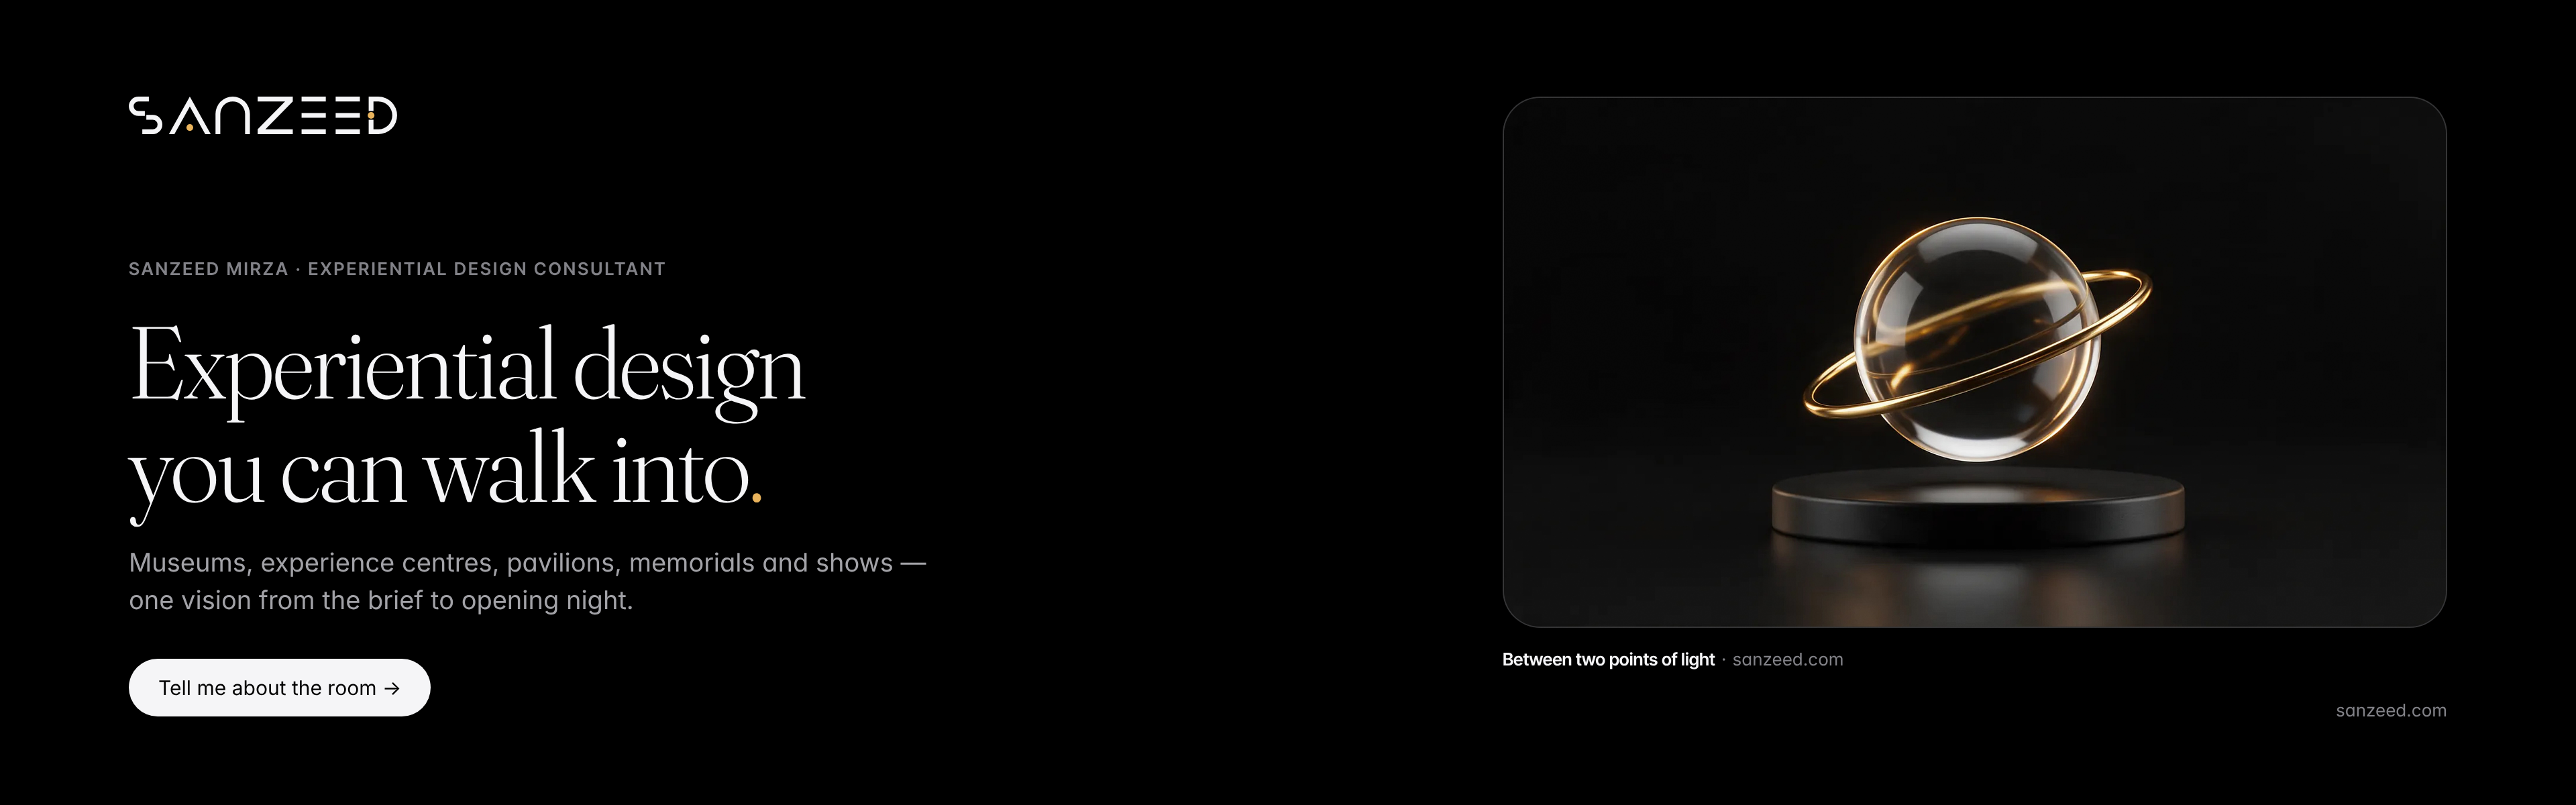 SANZEED
SANZEED MIRZA · EXPERIENTIAL DESIGN CONSULTANT
Experiential design
you can walk into.
Museums, experience centres, pavilions, memorials and shows —
one vision from the brief to opening night.
Tell me about the room →
Between two points of light · sanzeed.com
sanzeed.com